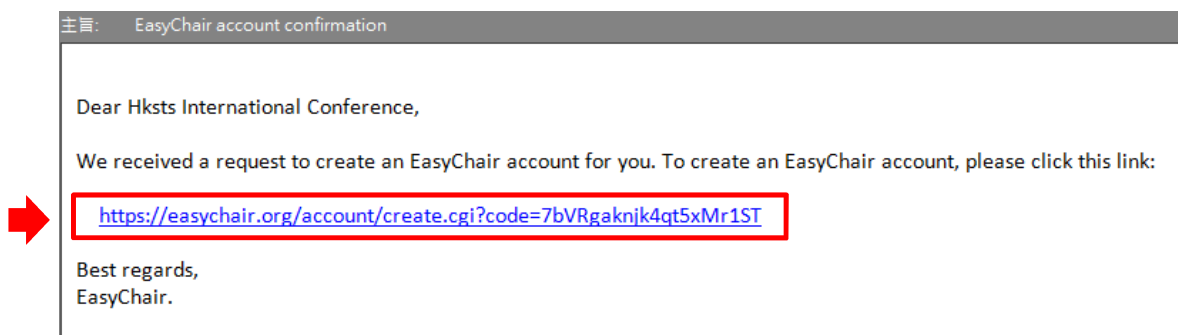 主旨: EasyChair account confirmation
Dear Hksts International Conference,
We received a request to create an EasyChair account for you. To create an EasyChair account, please click this link:
https://easychair.org/account/create.cgi?code=7bVRgaknjk4qt5xMr1ST
Best regards,
EasyChair.